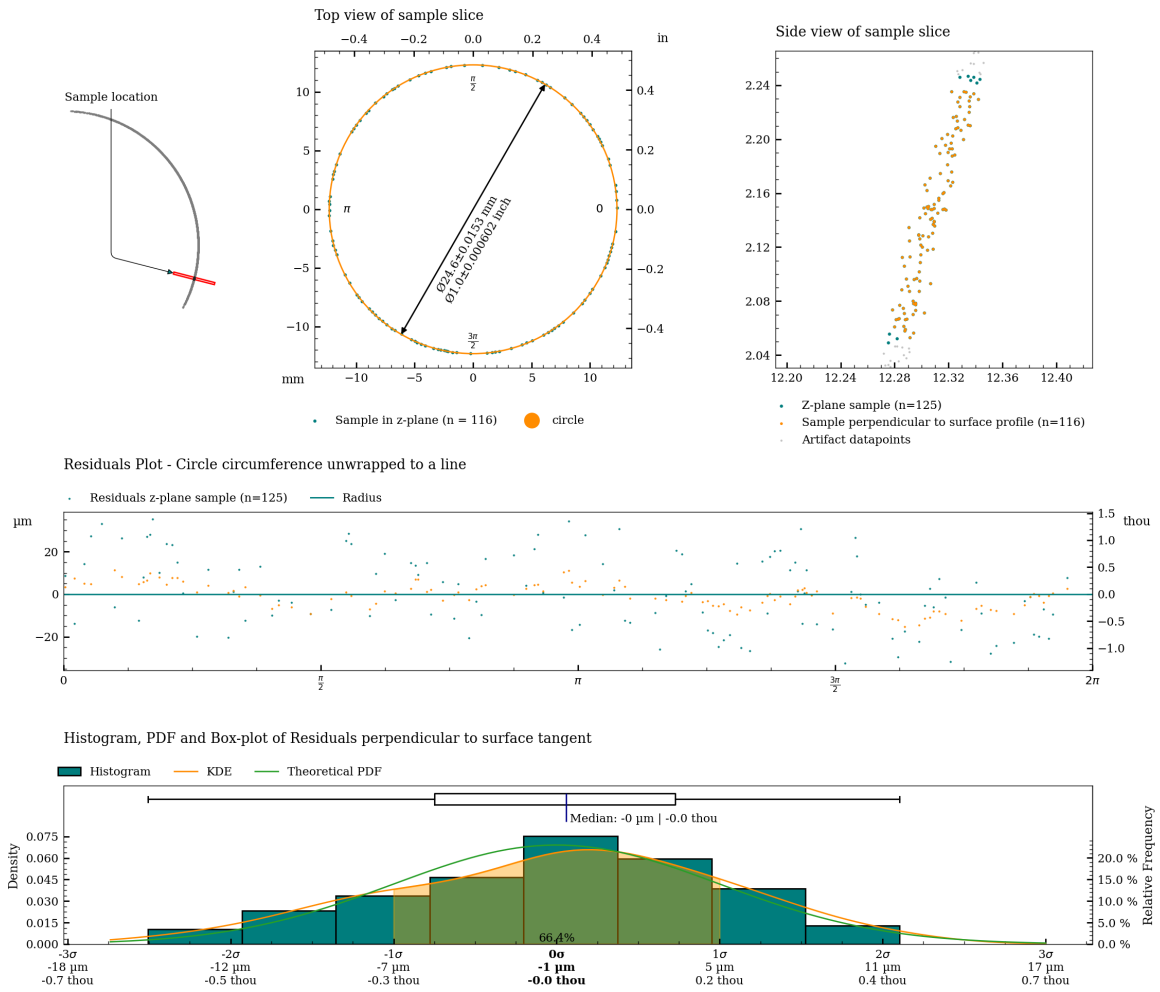 Top view of sample slice
−0.4 −0.2 0.0 0.2 0.4 in
Side view of sample slice
Sample location
π/2
10
5
0
−5
−10
π
0
3π/2
Ø24.6±0.0153 mm
Ø1.0±0.000602 inch
0.4
0.2
0.0
−0.2
−0.4
mm −10 −5 0 5 10
2.24
2.20
2.16
2.12
2.08
2.04
12.20 12.24 12.28 12.32 12.36 12.40
Sample in z-plane (n = 116) circle
Z-plane sample (n=125)
Sample perpendicular to surface profile (n=116)
Artifact datapoints
Residuals Plot - Circle circumference unwrapped to a line
Residuals z-plane sample (n=125) Radius
µm
20
0
−20
1.5
1.0
0.5
0.0
−0.5
−1.0
thou
0 π/2 π 3π/2 2π
Histogram, PDF and Box-plot of Residuals perpendicular to surface tangent
Histogram KDE Theoretical PDF
Median: -0 µm | -0.0 thou
Density
0.075
0.060
0.045
0.030
0.015
0.000
66.4%
20.0 %
15.0 %
10.0 %
5.0 %
0.0 %
Relative Frequency
-3σ -2σ -1σ 0σ 1σ 2σ 3σ
-18 µm -12 µm -7 µm -1 µm 5 µm 11 µm 17 µm
-0.7 thou -0.5 thou -0.3 thou -0.0 thou 0.2 thou 0.4 thou 0.7 thou